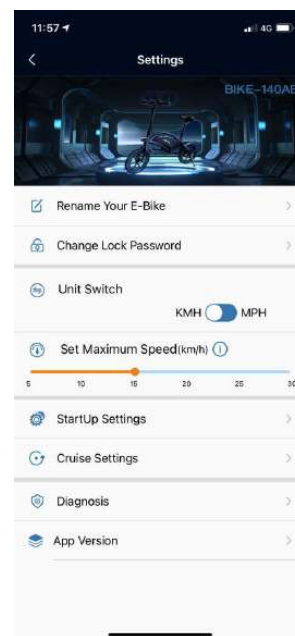 11:57 4G
Settings
BIKE-140AE
Rename Your E-Bike
Change Lock Password
Unit Switch
KMH MPH
Set Maximum Speed(km/h)
5 10 15 20 25 30
StartUp Settings
Cruise Settings
Diagnosis
App Version